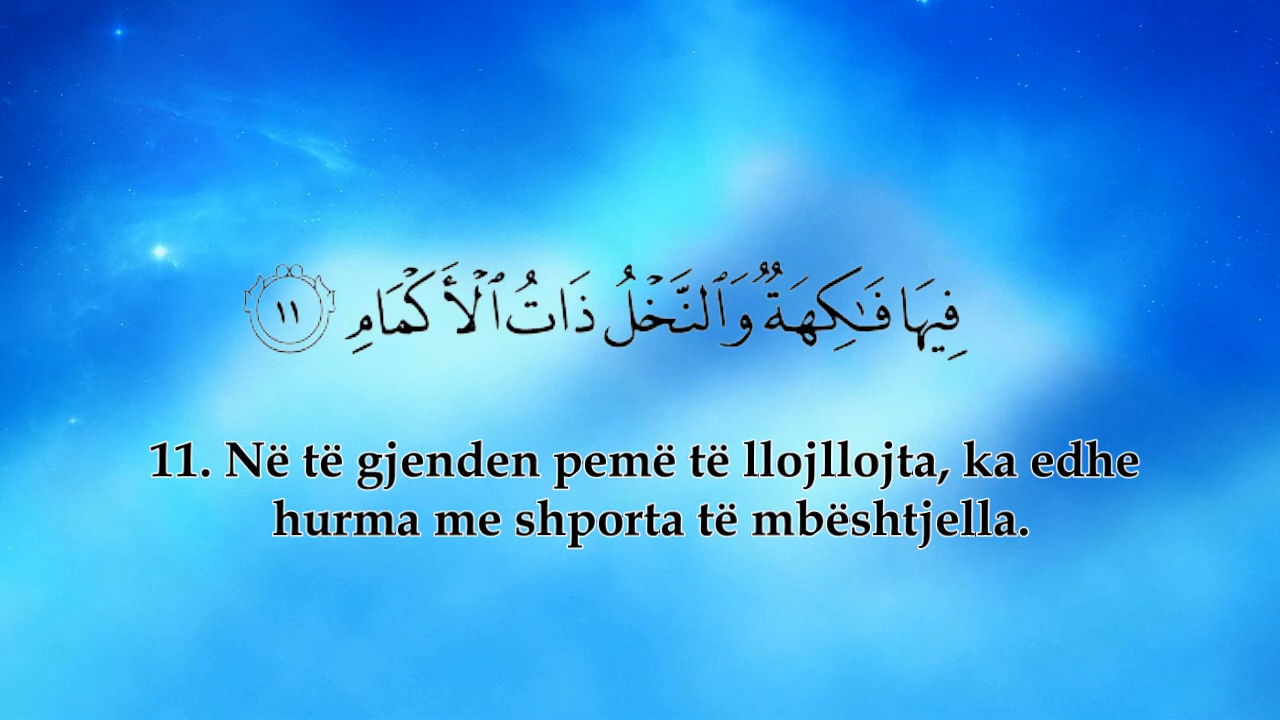 فِيهَا فَـٰكِهَةٌ وَٱلنَّخْلُ ذَاتُ ٱلْأَكْمَامِ ١١
11. Në të gjenden pemë të llojllojta, ka edhe
hurma me shporta të mbështjella.